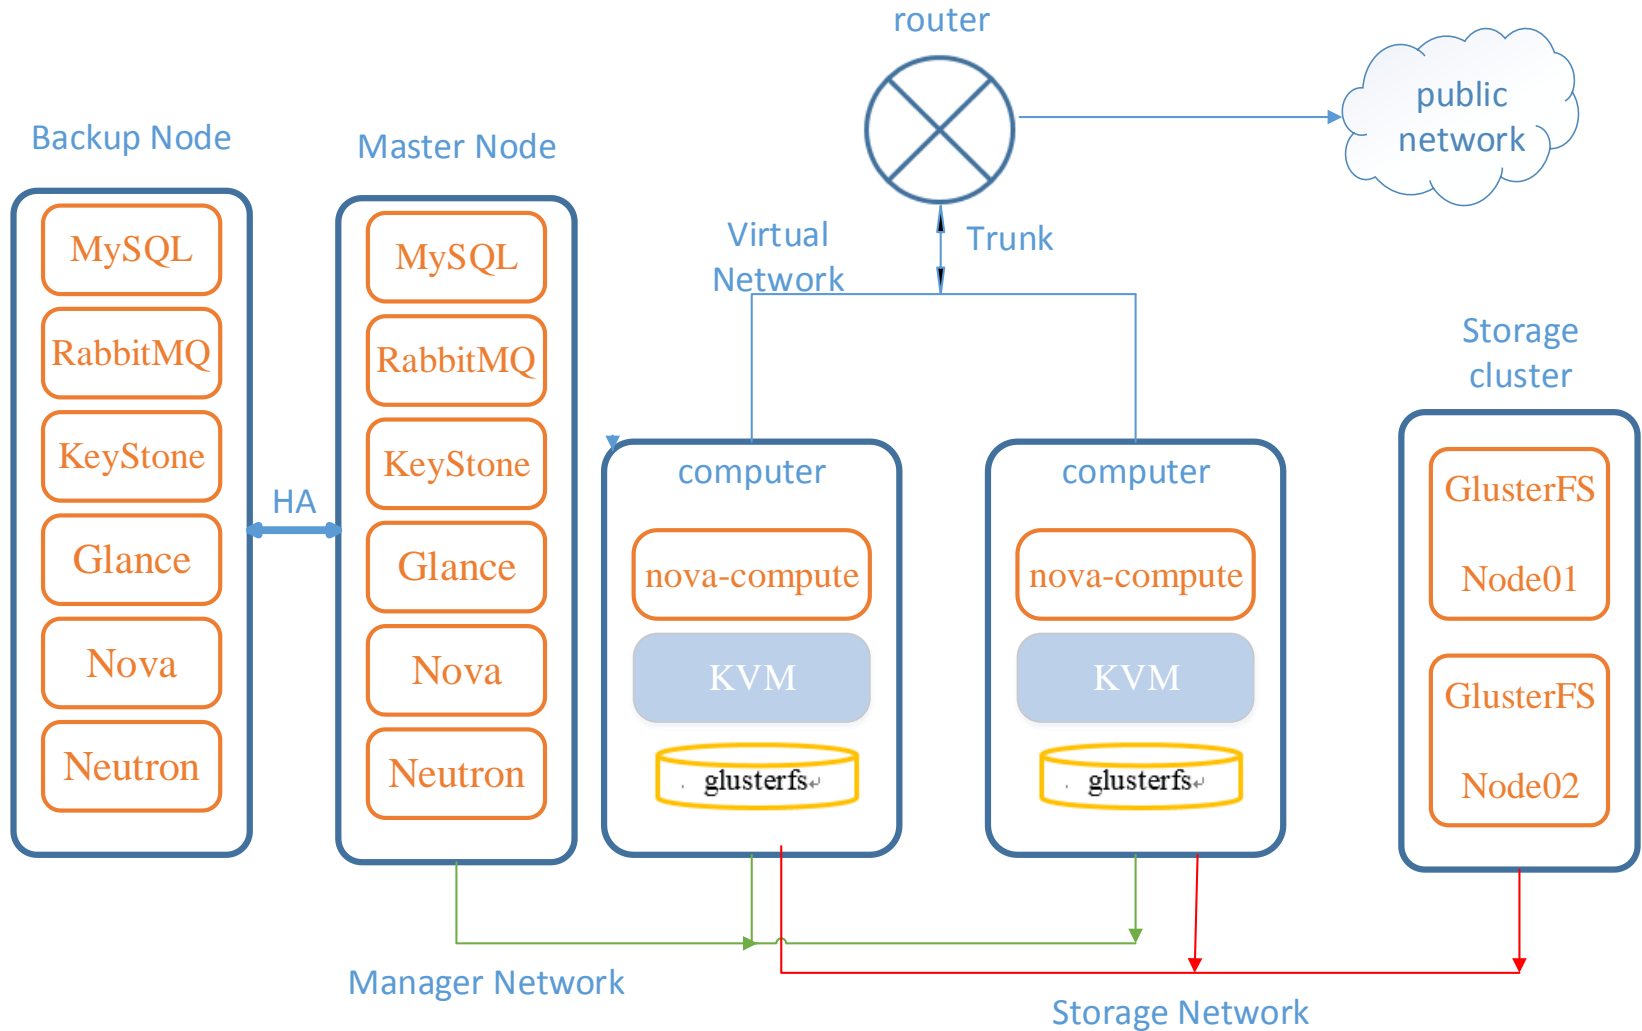 router
public
network
Backup Node
Master Node
MySQL
RabbitMQ
KeyStone
Glance
Nova
Neutron
HA
MySQL
RabbitMQ
KeyStone
Glance
Nova
Neutron
Virtual
Network
Trunk
computer
nova-compute
KVM
glusterfs
computer
nova-compute
KVM
glusterfs
Storage
cluster
GlusterFS
Node01
GlusterFS
Node02
Manager Network
Storage Network